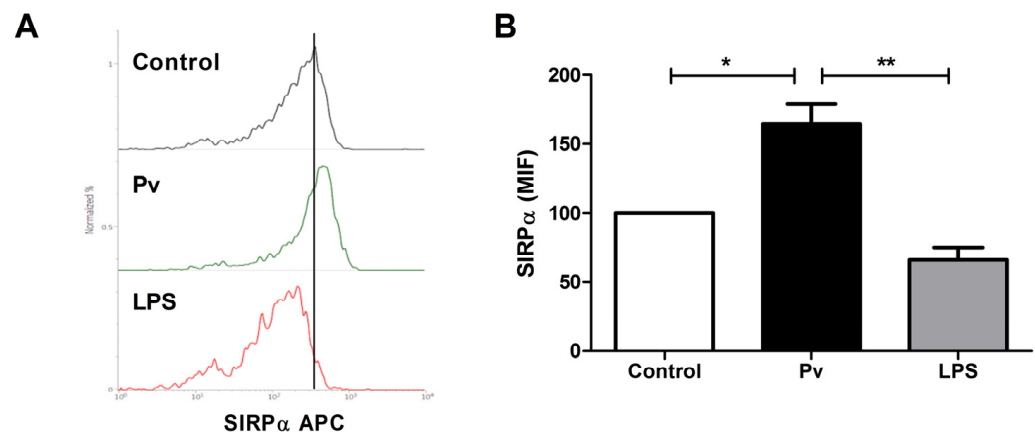 A
Control
Pv
LPS
Normalized %
1
0.5
0
10⁰
10¹
10²
10³
10⁴
SIRPα APC
B
*
**
SIRPα (MIF)
200
150
100
50
0
Control
Pv
LPS